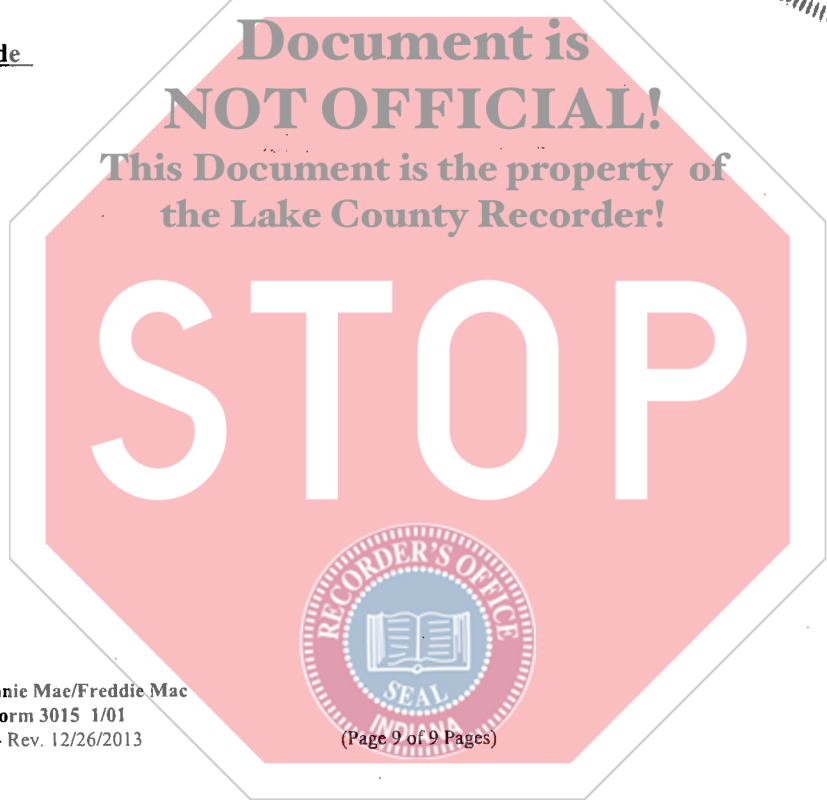 de
Document is
NOT OFFICIAL!
This Document is the property of
the Lake County Recorder!
STOP
RECORDER'S OFFICE
SEAL
INDIANA
nie Mae/Freddie Mac
orm 3015 1/01
Rev. 12/26/2013
(Page 9 of 9 Pages)